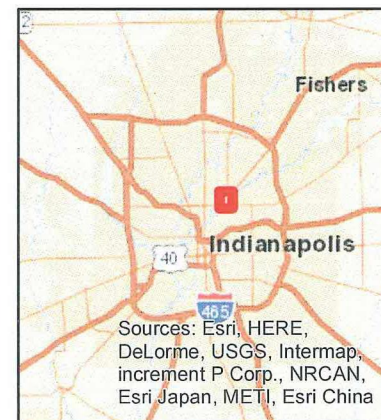 2
Fishers
Indianapolis
40
465
Sources: Esri, HERE,
DeLorme, USGS, Intermap,
increment P Corp., NRCAN,
Esri Japan, METI, Esri China